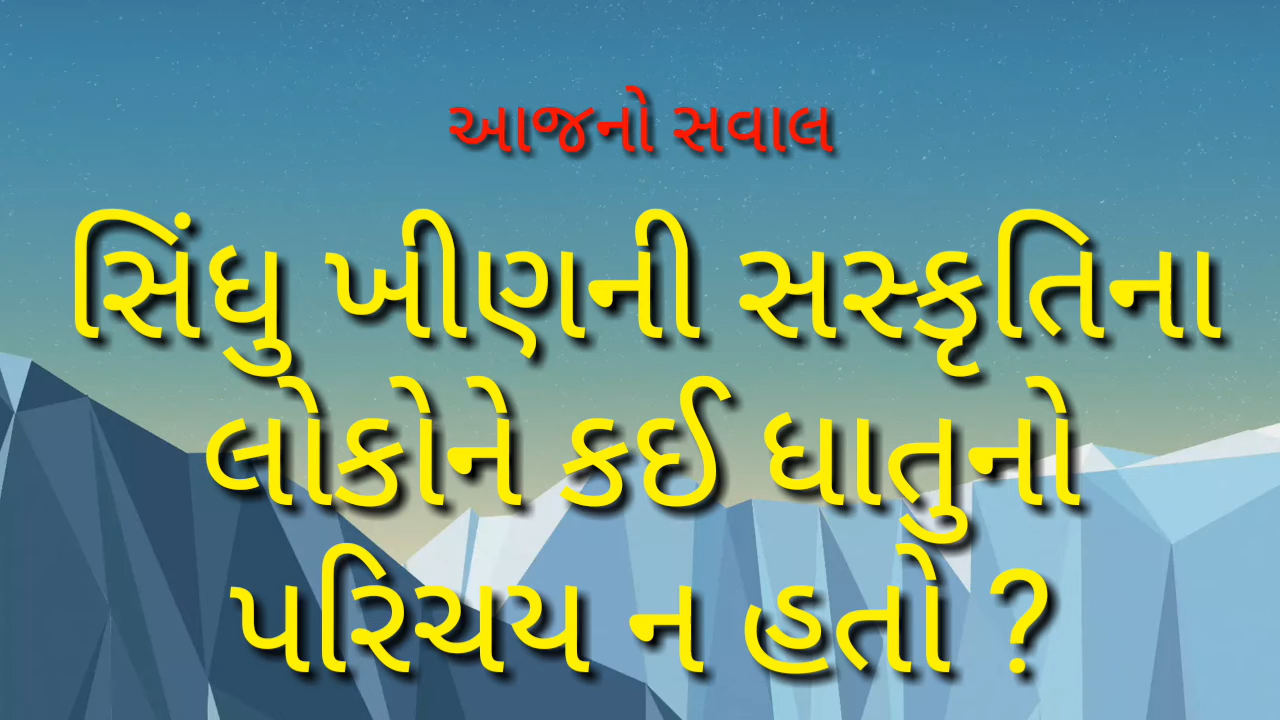 આજનો સવાલ
સિંધુ ખીણની સસ્કૃતિના
લોકોને કઈ ધાતુનો
પરિચય ન હતો ?